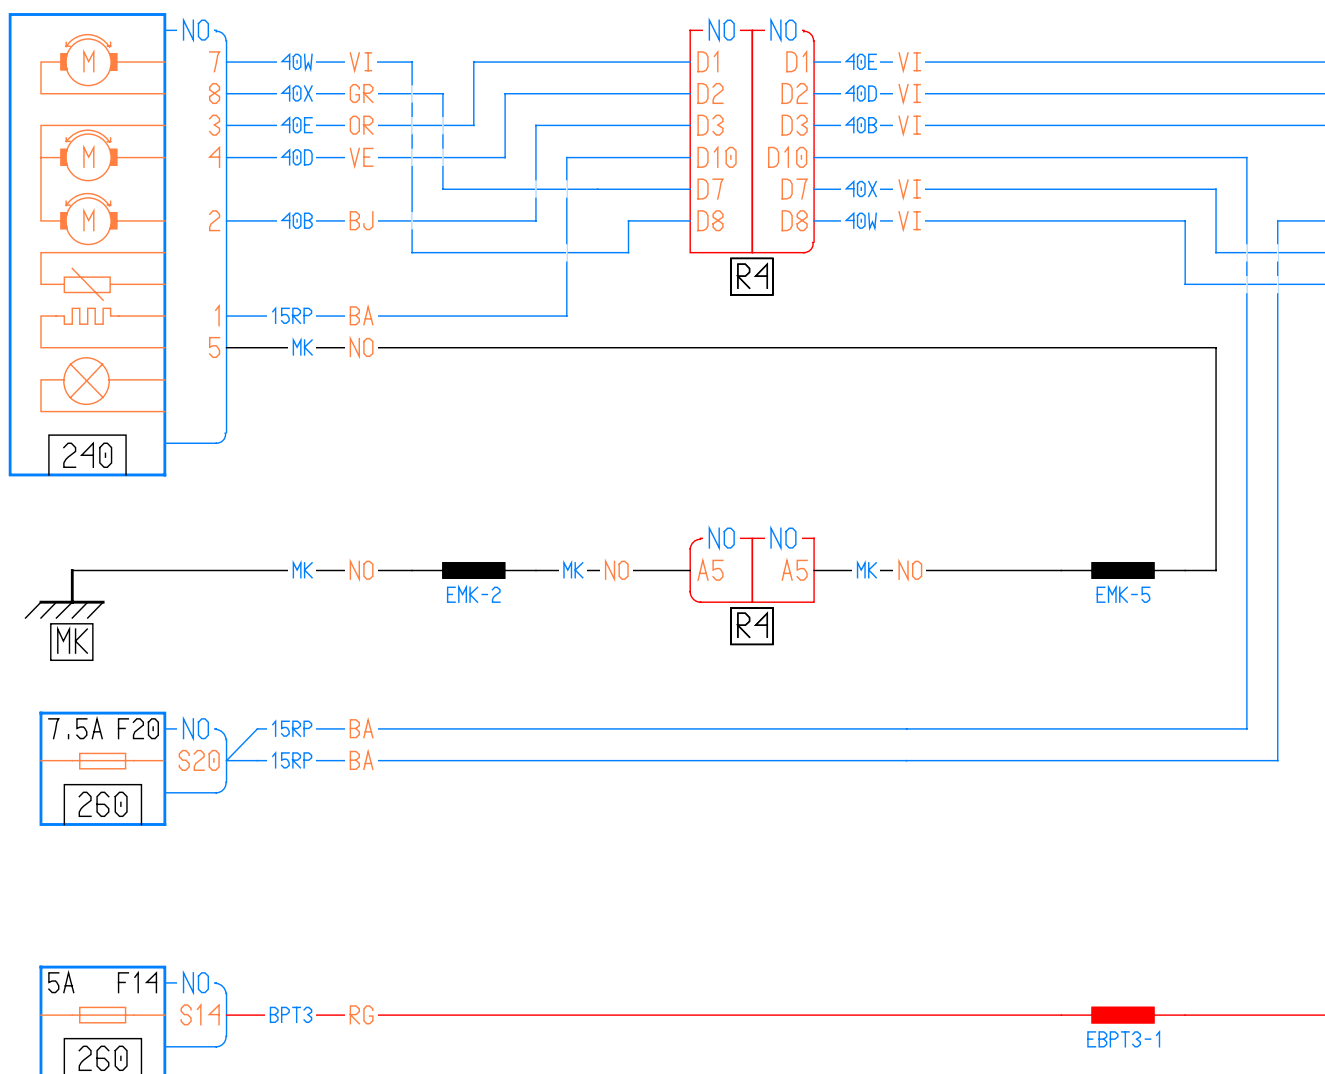 NO NO NO
M 7 40W VI D1 D1 40E VI
8 40X GR D2 D2 40D VI
3 40E OR D3 D3 40B VI
M 4 40D VE D10 D10
D7 D7 40X VI
M 2 40B BJ D8 D8 40W VI
R4
1 15RP BA
5 MK NO
240
NO NO
MK NO MK NO A5 A5 MK NO
EMK-2 EMK-5
MK R4
7.5A F20 NO 15RP BA
S20 15RP BA
260
5A F14 NO
S14 BPT3 RG
EBPT3-1
260